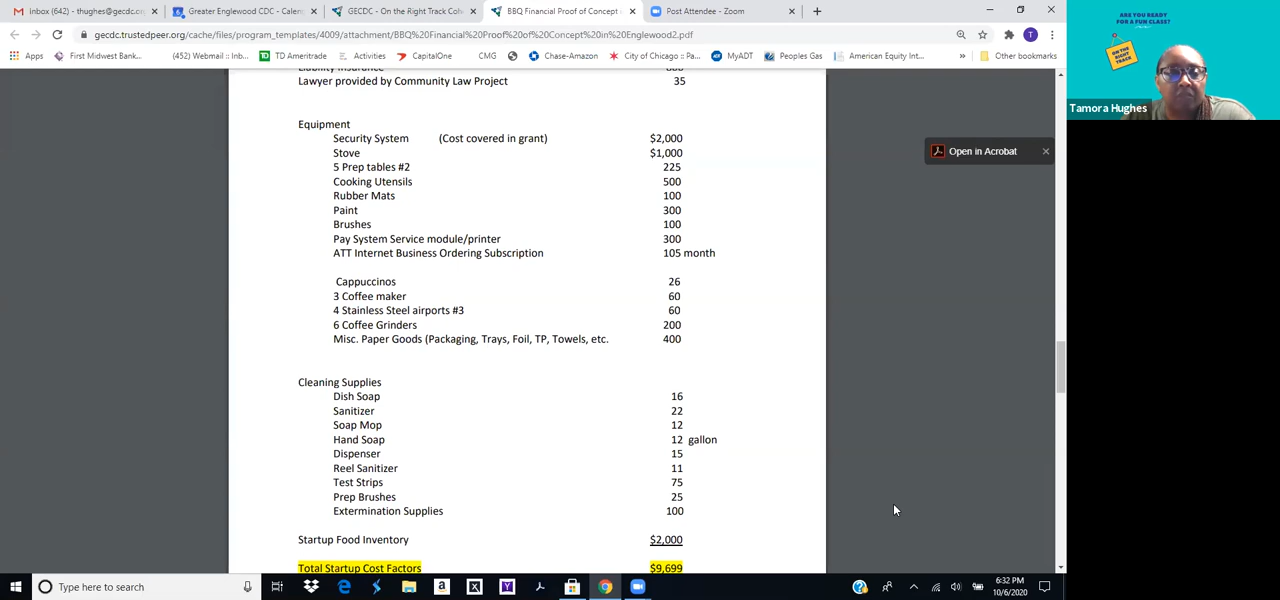 Inbox (642) - thughes@gecdc.or
Greater Englewood CDC - Calen
GECDC - On the Right Track Coh
BBQ Financial Proof of Concept
Post Attendee - Zoom
gecdc.trustedpeer.org/cache/files/program_templates/4009/attachment/BBQ%20Financial%20Proof%20of%20Concept%20in%20Englewood2.pdf
Apps
First Midwest Bank...
(452) Webmail :: Inb...
TD Ameritrade
Activities
CapitalOne
CMG
Chase-Amazon
City of Chicago :: Pa...
MyADT
Peoples Gas
American Equity Int...
»
Other bookmarks
Lawyer provided by Community Law Project 35
Equipment
Security System (Cost covered in grant) $2,000
Stove $1,000
5 Prep tables #2 225
Cooking Utensils 500
Rubber Mats 100
Paint 300
Brushes 100
Pay System Service module/printer 300
ATT Internet Business Ordering Subscription 105 month
Cappuccinos 26
3 Coffee maker 60
4 Stainless Steel airports #3 60
6 Coffee Grinders 200
Misc. Paper Goods (Packaging, Trays, Foil, TP, Towels, etc. 400
Cleaning Supplies
Dish Soap 16
Sanitizer 22
Soap Mop 12
Hand Soap 12 gallon
Dispenser 15
Reel Sanitizer 11
Test Strips 75
Prep Brushes 25
Extermination Supplies 100
Startup Food Inventory $2,000
Total Startup Cost Factors $9,699
Open in Acrobat
ARE YOU READY
FOR A FUN CLASS?
ON THE
RIGHT
TRACK
Tamora Hughes
Type here to search
6:32 PM
10/6/2020